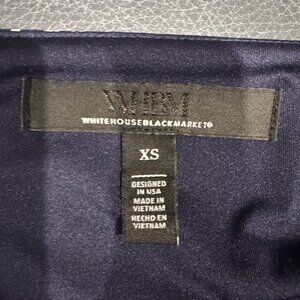 WHBM
WHITEHOUSEBLACKMARKET®
XS
DESIGNED
IN USA
MADE IN
VIETNAM
HECHO EN
VIETNAM